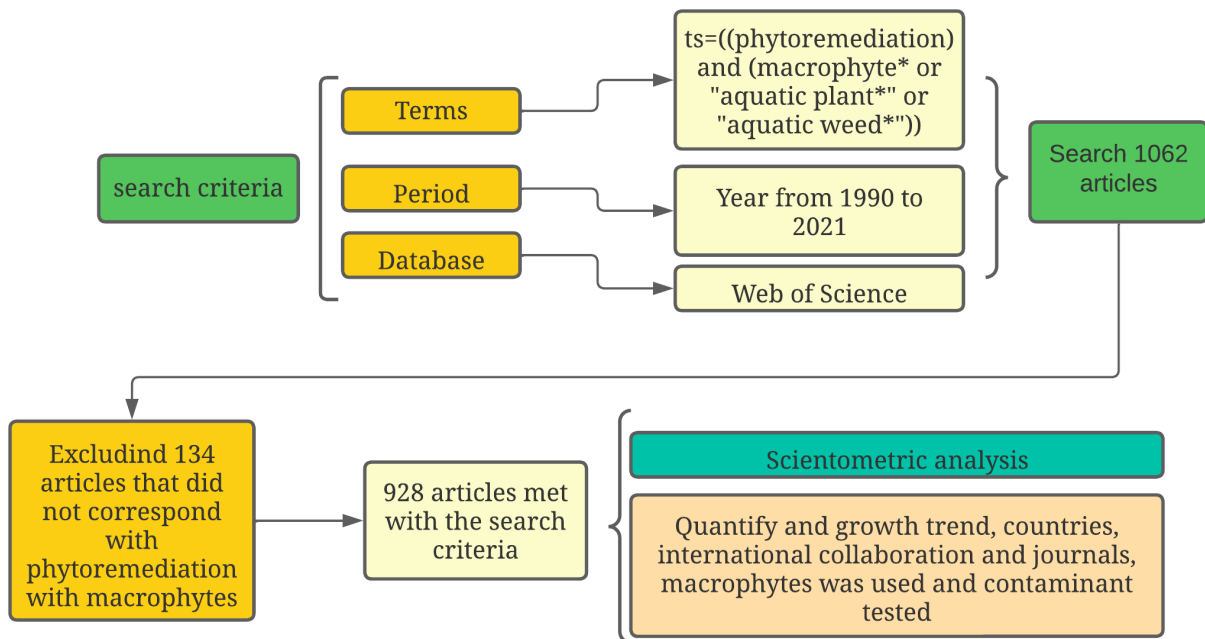 search criteria
Terms
Period
Database
ts=((phytoremediation)
and (macrophyte* or
"aquatic plant*" or
"aquatic weed*"))
Year from 1990 to
2021
Web of Science
Search 1062
articles
Excludind 134
articles that did
not correspond
with
phytoremediation
with macrophytes
928 articles met
with the search
criteria
Scientometric analysis
Quantify and growth trend, countries,
international collaboration and journals,
macrophytes was used and contaminant
tested